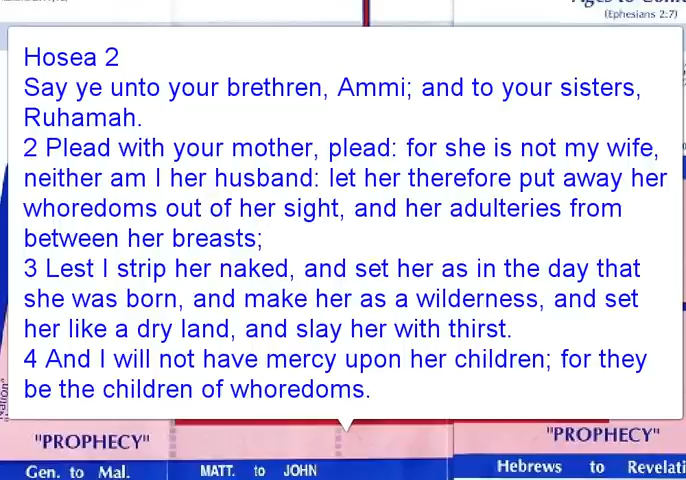 (Ephesians 2:7)
Hosea 2
Say ye unto your brethren, Ammi; and to your sisters,
Ruhamah.
2 Plead with your mother, plead: for she is not my wife,
neither am I her husband: let her therefore put away her
whoredoms out of her sight, and her adulteries from
between her breasts;
3 Lest I strip her naked, and set her as in the day that
she was born, and make her as a wilderness, and set
her like a dry land, and slay her with thirst.
4 And I will not have mercy upon her children; for they
be the children of whoredoms.
"PROPHECY"
"PROPHECY"
Gen. to Mal.
MATT. to JOHN
Hebrews to Revelati